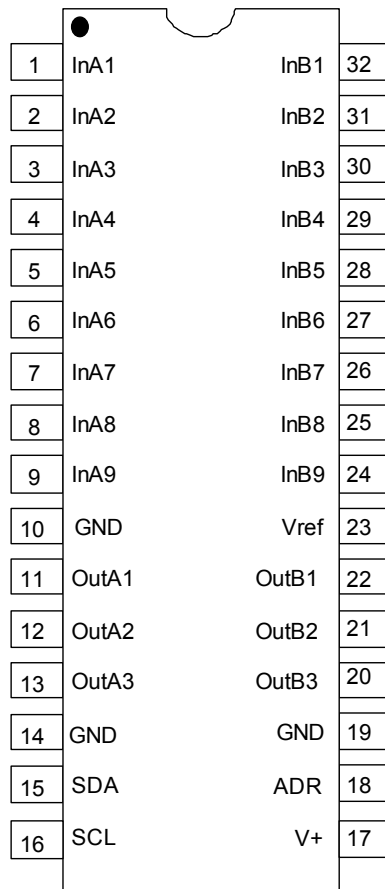 1 InA1 InB1 32
2 InA2 InB2 31
3 InA3 InB3 30
4 InA4 InB4 29
5 InA5 InB5 28
6 InA6 InB6 27
7 InA7 InB7 26
8 InA8 InB8 25
9 InA9 InB9 24
10 GND Vref 23
11 OutA1 OutB1 22
12 OutA2 OutB2 21
13 OutA3 OutB3 20
14 GND GND 19
15 SDA ADR 18
16 SCL V+ 17